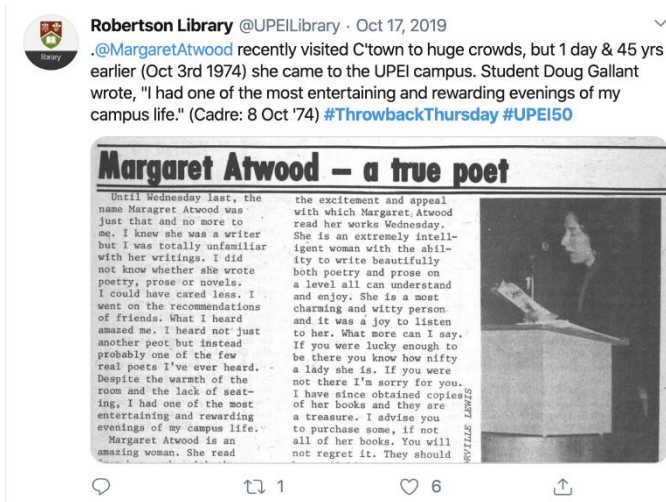 Robertson Library @UPEILibrary · Oct 17, 2019
library
.@MargaretAtwood recently visited C'town to huge crowds, but 1 day & 45 yrs
earlier (Oct 3rd 1974) she came to the UPEI campus. Student Doug Gallant
wrote, "I had one of the most entertaining and rewarding evenings of my
campus life." (Cadre: 8 Oct '74) #ThrowbackThursday #UPEI50
Margaret Atwood – a true poet
Until Wednesday last, the
name Maragret Atwood was
just that and no more to
me. I knew she was a writer
but I was totally unfamiliar
with her writings. I did
not know whether she wrote
poetry, prose or novels.
I could have cared less. I
went on the recommendations
of friends. What I heard
amazed me. I heard not just
another peot but instead
probably one of the few
real poets I've ever heard.
Despite the warmth of the
room and the lack of seat-
ing, I had one of the most
entertaining and rewarding
evenings of my campus life.
Margaret Atwood is an
amazing woman. She read
the excitement and appeal
with which Margaret Atwood
read her works Wednesday.
She is an extremely intell-
igent woman with the abil-
ity to write beautifully
both poetry and prose on
a level all can understand
and enjoy. She is a most
charming and witty person
and it was a joy to listen
to her. What more can I say.
If you were lucky enough to
be there you know how nifty
a lady she is. If you were
not there I'm sorry for you.
I have since obtained copies
of her books and they are
a treasure. I advise you
to purchase some, if not
all of her books. You will
not regret it. They should
ORVILLE LEWIS
1
6